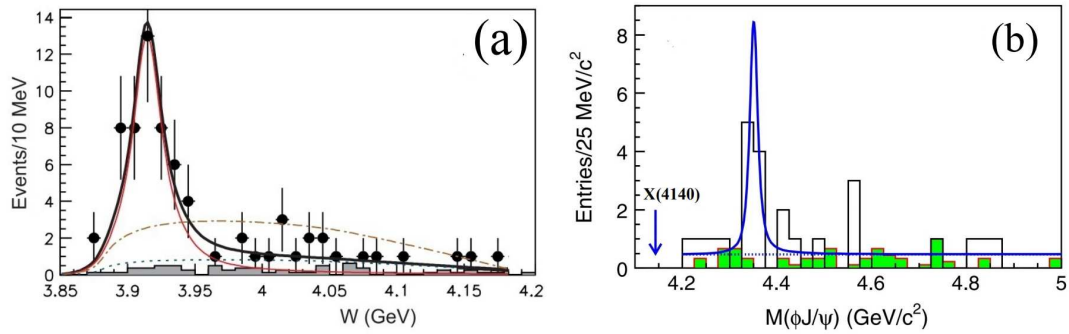 14
12
10
8
6
4
2
0
Events/10 MeV
(a)
3.85 3.9 3.95 4 4.05 4.1 4.15 4.2
W (GeV)
8
6
4
2
0
Entries/25 MeV/c²
(b)
X(4140)
4.2 4.4 4.6 4.8 5
M(ϕJ/ψ) (GeV/c²)